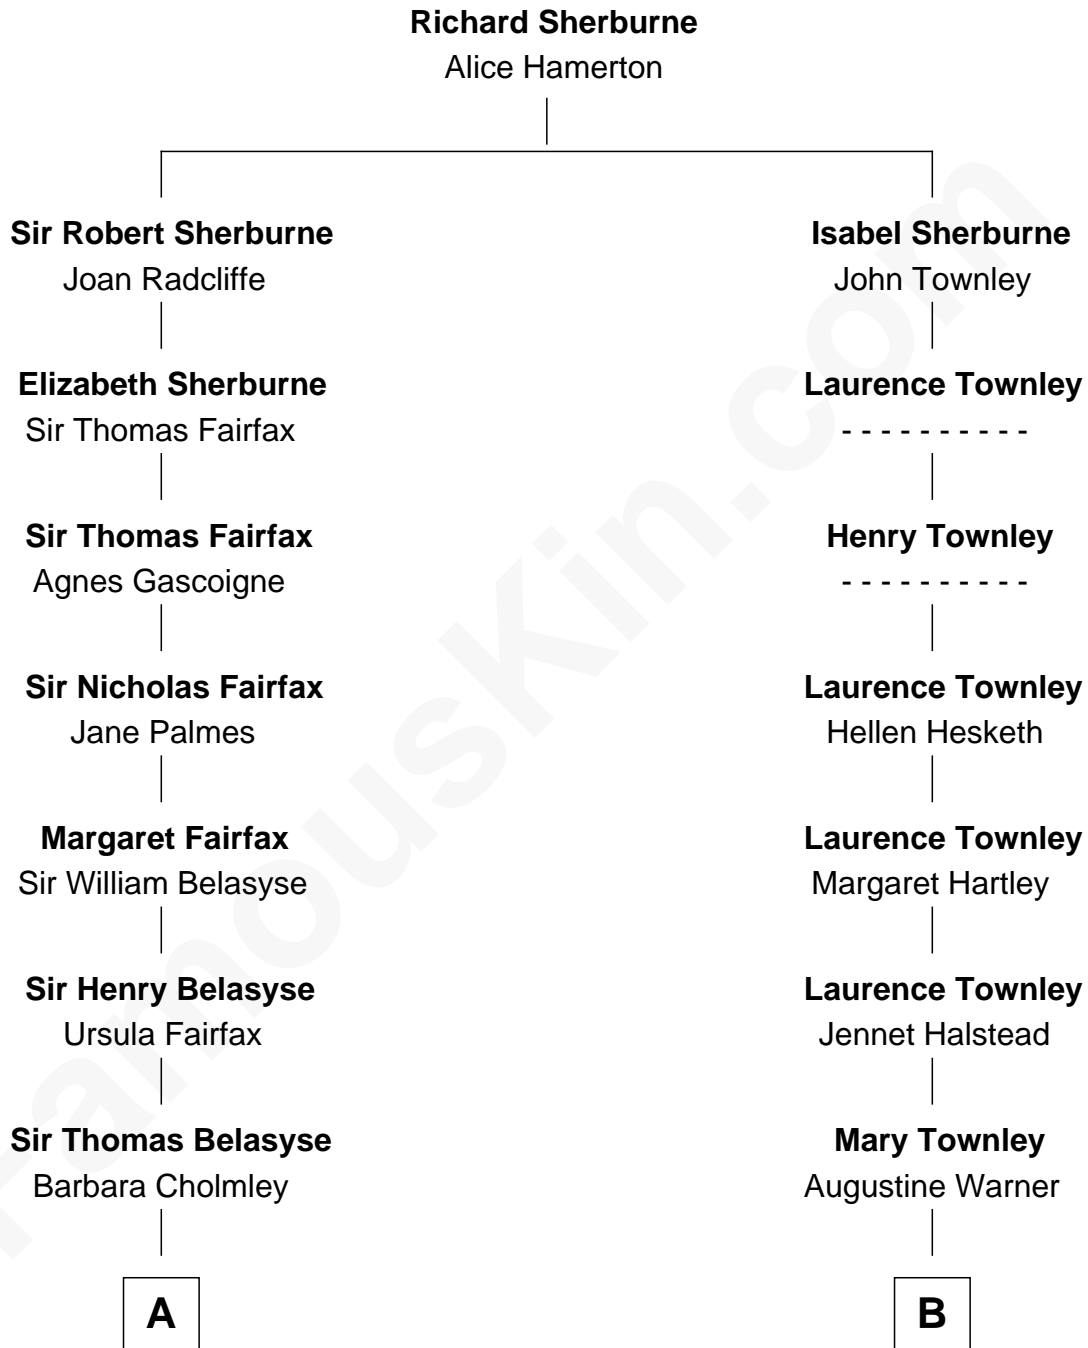 Richard Sherburne
Alice Hamerton
Sir Robert Sherburne
Joan Radcliffe
Isabel Sherburne
John Townley
Elizabeth Sherburne
Sir Thomas Fairfax
Laurence Townley
- - - - - - - - - -
Sir Thomas Fairfax
Agnes Gascoigne
Henry Townley
- - - - - - - - - -
Sir Nicholas Fairfax
Jane Palmes
Laurence Townley
Hellen Hesketh
Margaret Fairfax
Sir William Belasyse
Laurence Townley
Margaret Hartley
Sir Henry Belasyse
Ursula Fairfax
Laurence Townley
Jennet Halstead
Sir Thomas Belasyse
Barbara Cholmley
Mary Townley
Augustine Warner
A
B
FamousKin.com